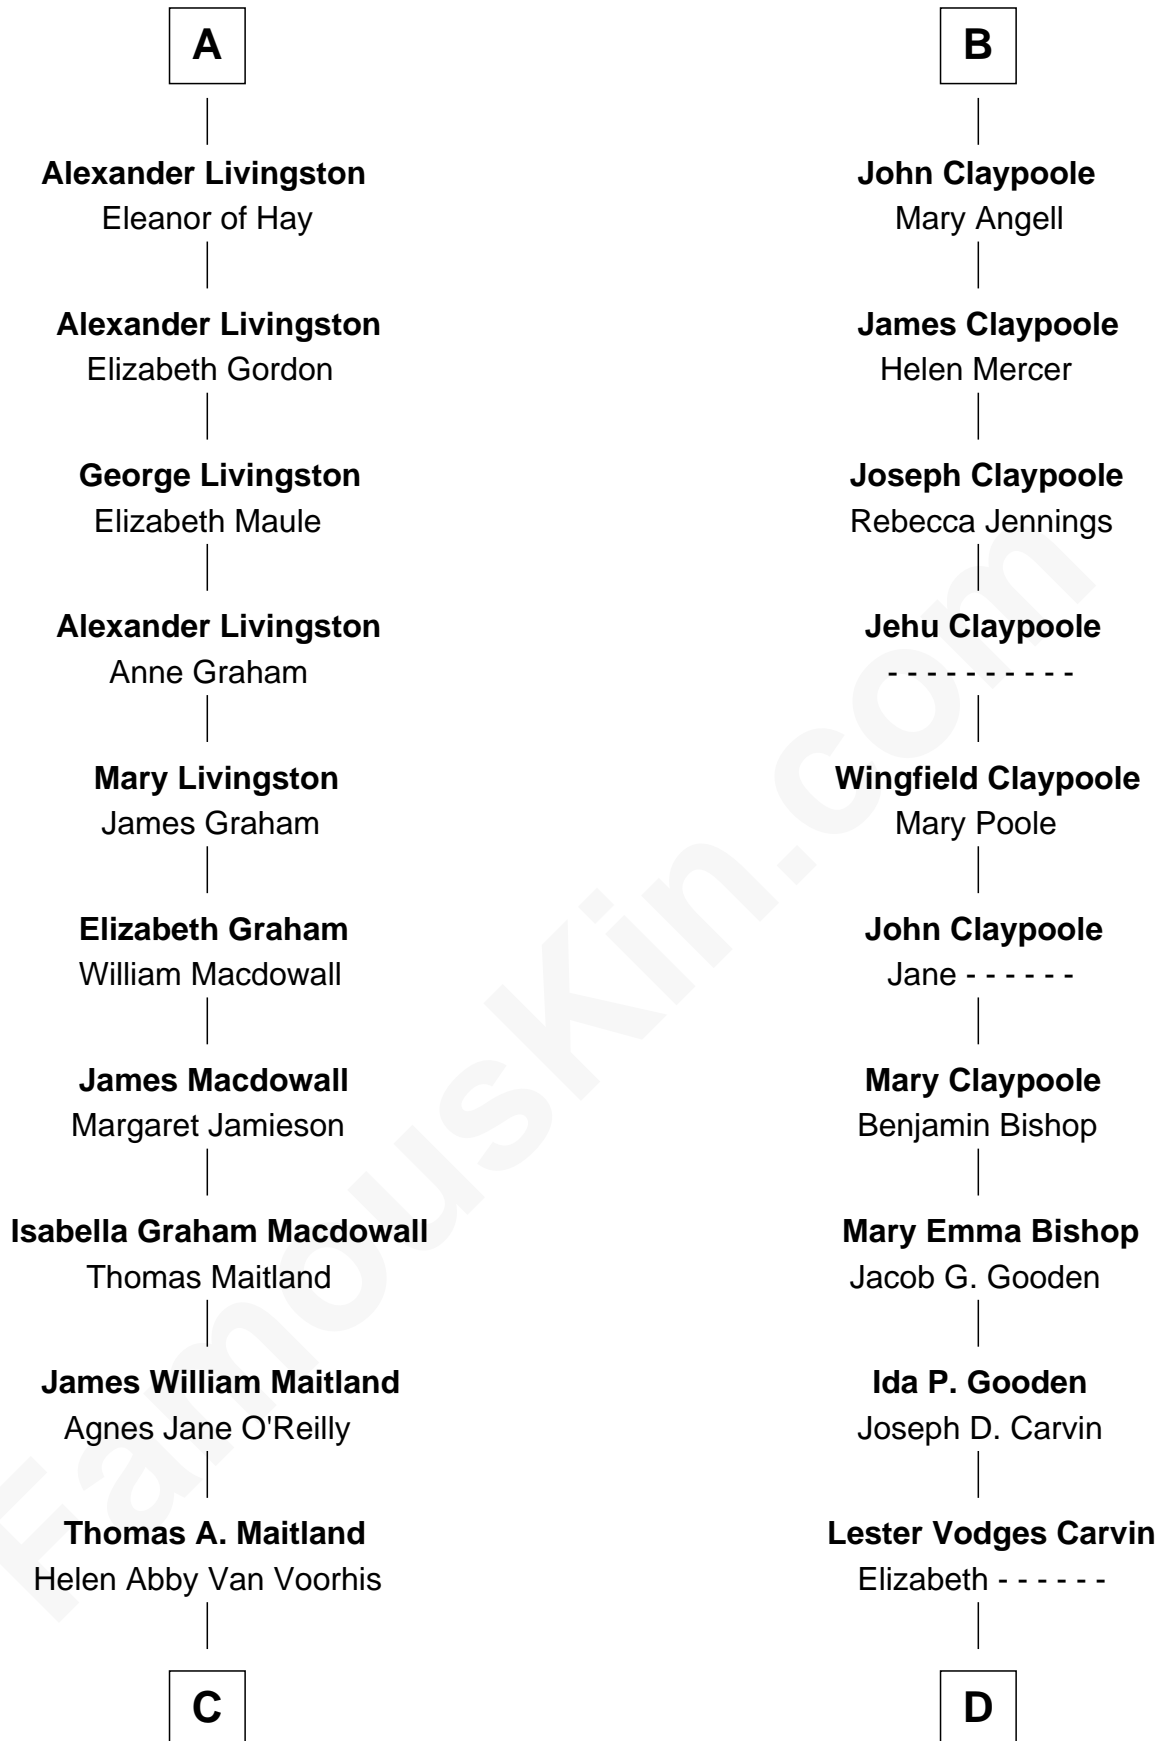 A
Alexander Livingston
Eleanor of Hay
Alexander Livingston
Elizabeth Gordon
George Livingston
Elizabeth Maule
Alexander Livingston
Anne Graham
Mary Livingston
James Graham
Elizabeth Graham
William Macdowall
James Macdowall
Margaret Jamieson
Isabella Graham Macdowall
Thomas Maitland
James William Maitland
Agnes Jane O'Reilly
Thomas A. Maitland
Helen Abby Van Voorhis
C
B
John Claypoole
Mary Angell
James Claypoole
Helen Mercer
Joseph Claypoole
Rebecca Jennings
Jehu Claypoole
- - - - - - - - - -
Wingfield Claypoole
Mary Poole
John Claypoole
Jane - - - - - -
Mary Claypoole
Benjamin Bishop
Mary Emma Bishop
Jacob G. Gooden
Ida P. Gooden
Joseph D. Carvin
Lester Vodges Carvin
Elizabeth - - - - - -
D
FamousKin.com